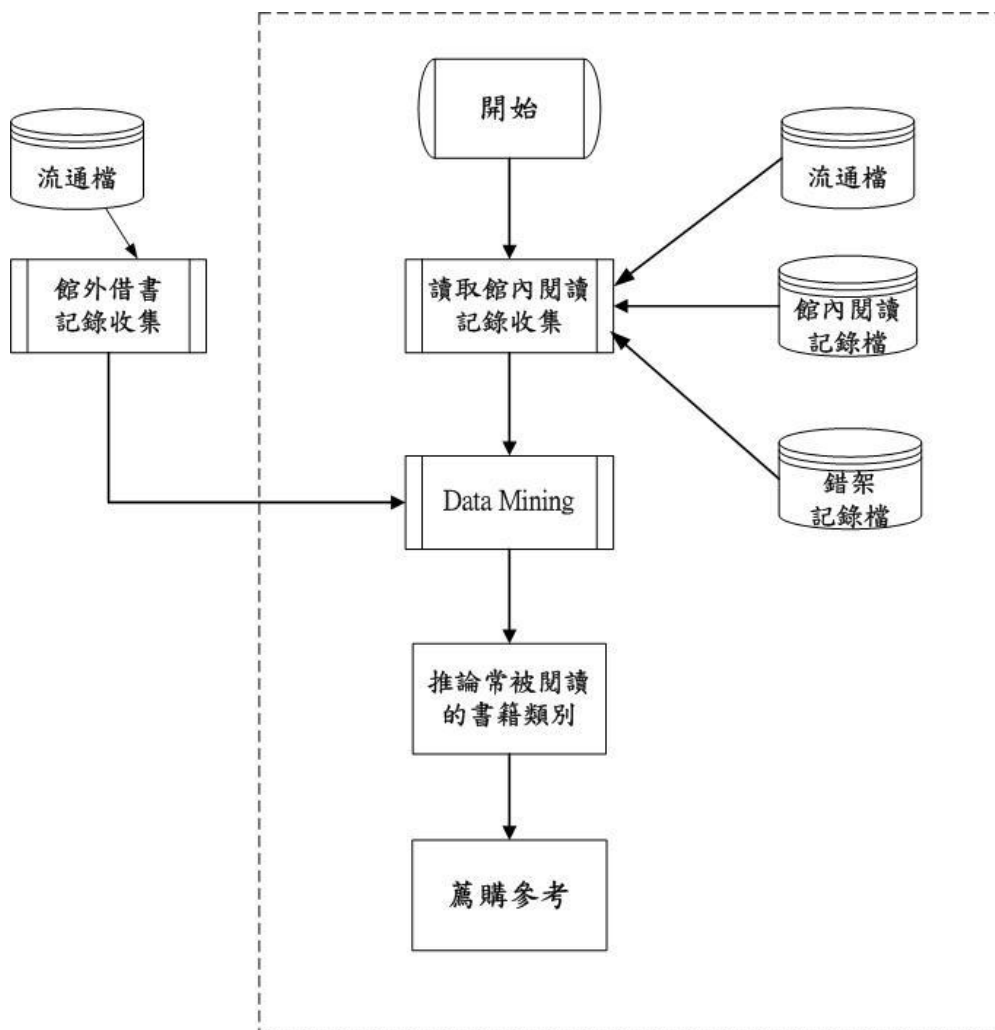 開始
流通檔
流通檔
館外借書
記錄收集
讀取館內閱讀
記錄收集
館內閱讀
記錄檔
Data Mining
錯架
記錄檔
推論常被閱讀
的書籍類別
薦購參考